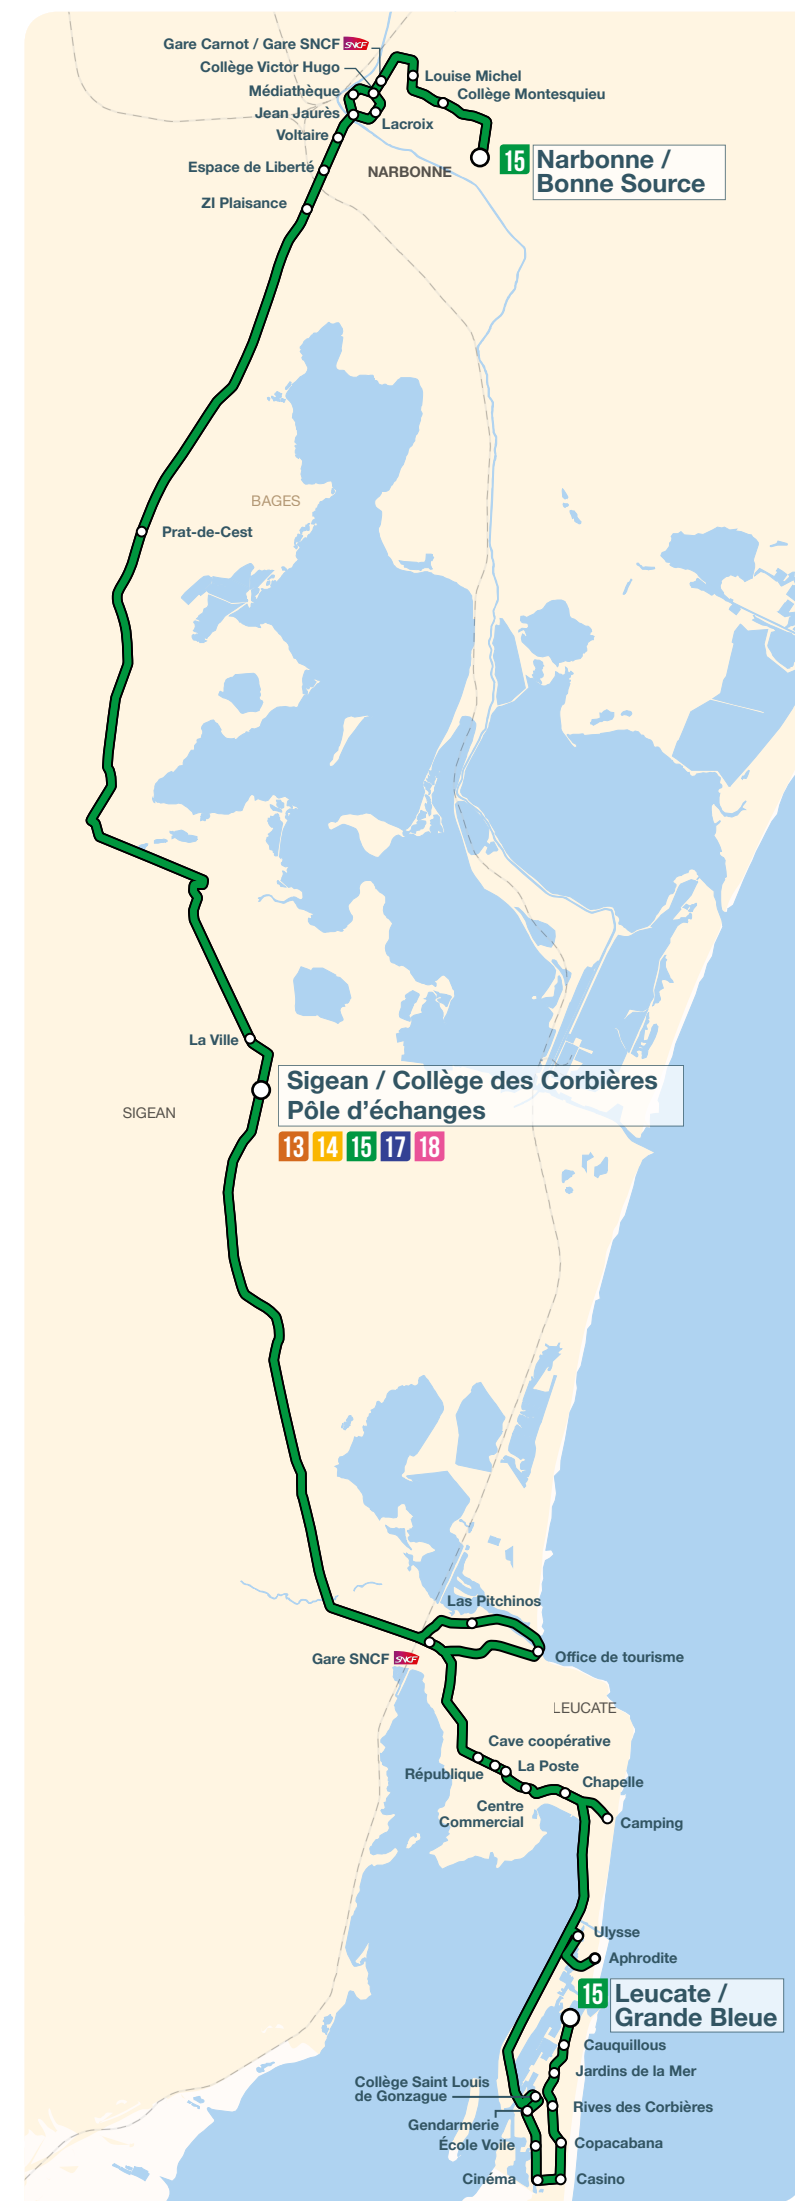 Gare Carnot / Gare SNCF SNCF
Collège Victor Hugo
Louise Michel
Médiathèque
Collège Montesquieu
Jean Jaurès
Lacroix
Voltaire
15 Narbonne /
Bonne Source
Espace de Liberté
NARBONNE
ZI Plaisance
BAGES
Prat-de-Cest
La Ville
Sigean / Collège des Corbières
Pôle d'échanges
SIGEAN
13 14 15 17 18
Las Pitchinos
Gare SNCF SNCF
Office de tourisme
LEUCATE
Cave coopérative
La Poste
République
Chapelle
Centre
Commercial
Camping
Ulysse
Aphrodite
15 Leucate /
Grande Bleue
Cauquillous
Jardins de la Mer
Collège Saint Louis
de Gonzague
Rives des Corbières
Gendarmerie
École Voile
Copacabana
Cinéma
Casino